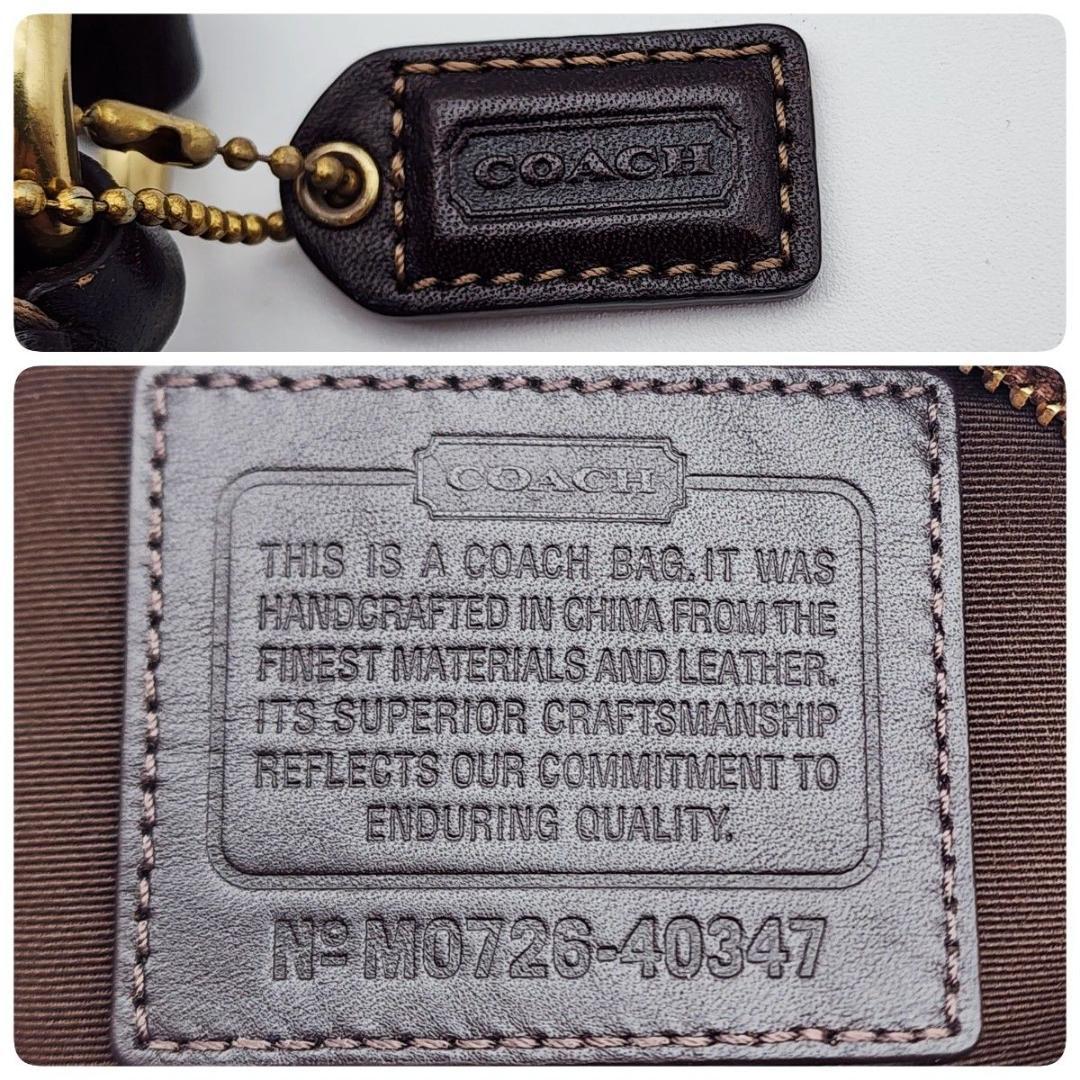 COACH
COACH
THIS IS A COACH BAG. IT WAS
HANDCRAFTED IN CHINA FROM THE
FINEST MATERIALS AND LEATHER.
ITS SUPERIOR CRAFTSMANSHIP
REFLECTS OUR COMMITMENT TO
ENDURING QUALITY.
Nº M0726-40347